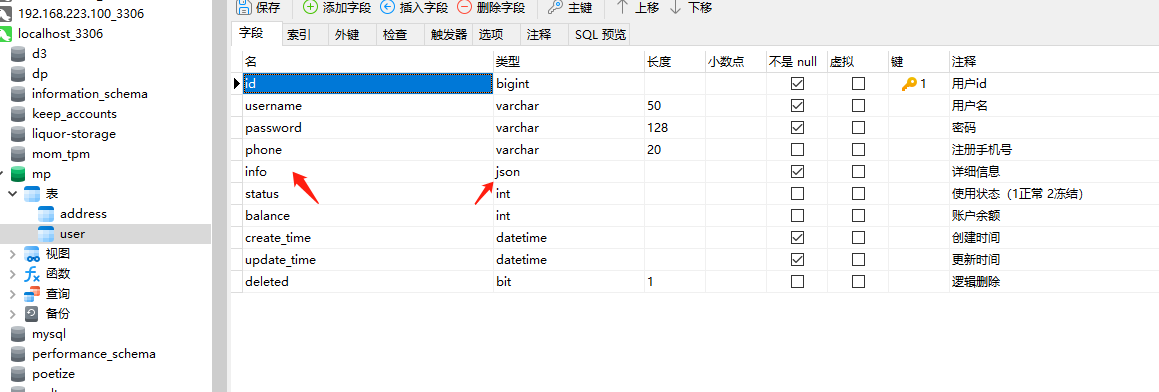 192.168.223.100_3306
localhost_3306
d3
dp
information_schema
keep_accounts
liquor-storage
mom_tpm
mp
表
address
user
视图
函数
查询
备份
mysql
performance_schema
poetize
保存 添加字段 插入字段 删除字段 主键 上移 下移
字段 索引 外键 检查 触发器 选项 注释 SQL 预览
名 类型 长度 小数点 不是 null 虚拟 键 注释
id bigint 1 用户id
username varchar 50 用户名
password varchar 128 密码
phone varchar 20 注册手机号
info json 详细信息
status int 使用状态（1正常 2冻结）
balance int 账户余额
create_time datetime 创建时间
update_time datetime 更新时间
deleted bit 1 逻辑删除